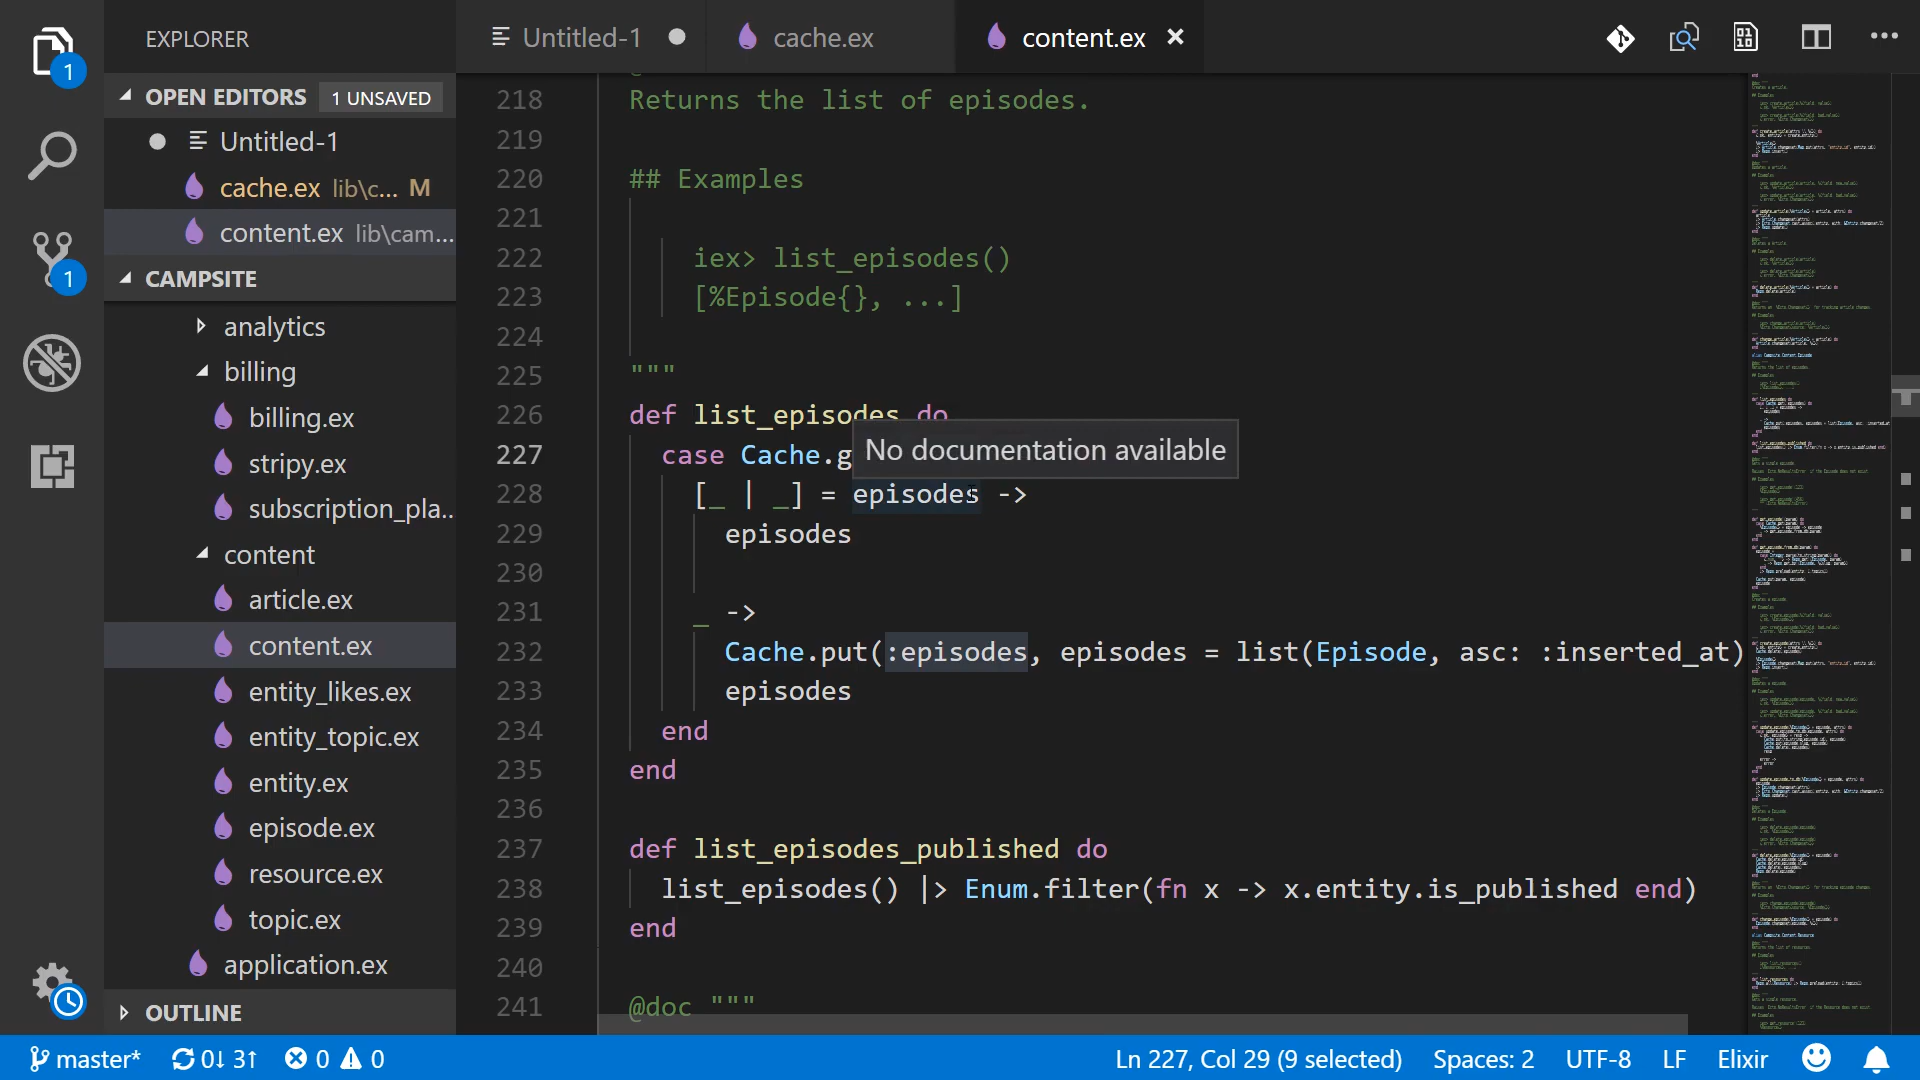 EXPLORER
Untitled-1
cache.ex
content.ex
1
OPEN EDITORS
1 UNSAVED
Untitled-1
cache.ex lib\c... M
content.ex lib\cam...
1
CAMPSITE
analytics
billing
billing.ex
stripy.ex
subscription_pla..
content
article.ex
content.ex
entity_likes.ex
entity_topic.ex
entity.ex
episode.ex
resource.ex
topic.ex
application.ex
OUTLINE
218 Returns the list of episodes.
219
220 ## Examples
221
222 iex> list_episodes()
223 [%Episode{}, ...]
224
225 """
226 def list_episodes do
No documentation available
227 case Cache.g
228 [_ | _] = episodes ->
229 episodes
230
231 _ ->
232 Cache.put(:episodes, episodes = list(Episode, asc: :inserted_at)
233 episodes
234 end
235 end
236
237 def list_episodes_published do
238 list_episodes() |> Enum.filter(fn x -> x.entity.is_published end)
239 end
240
241 @doc """
master* 0↓ 3↑ 0 0
Ln 227, Col 29 (9 selected) Spaces: 2 UTF-8 LF Elixir